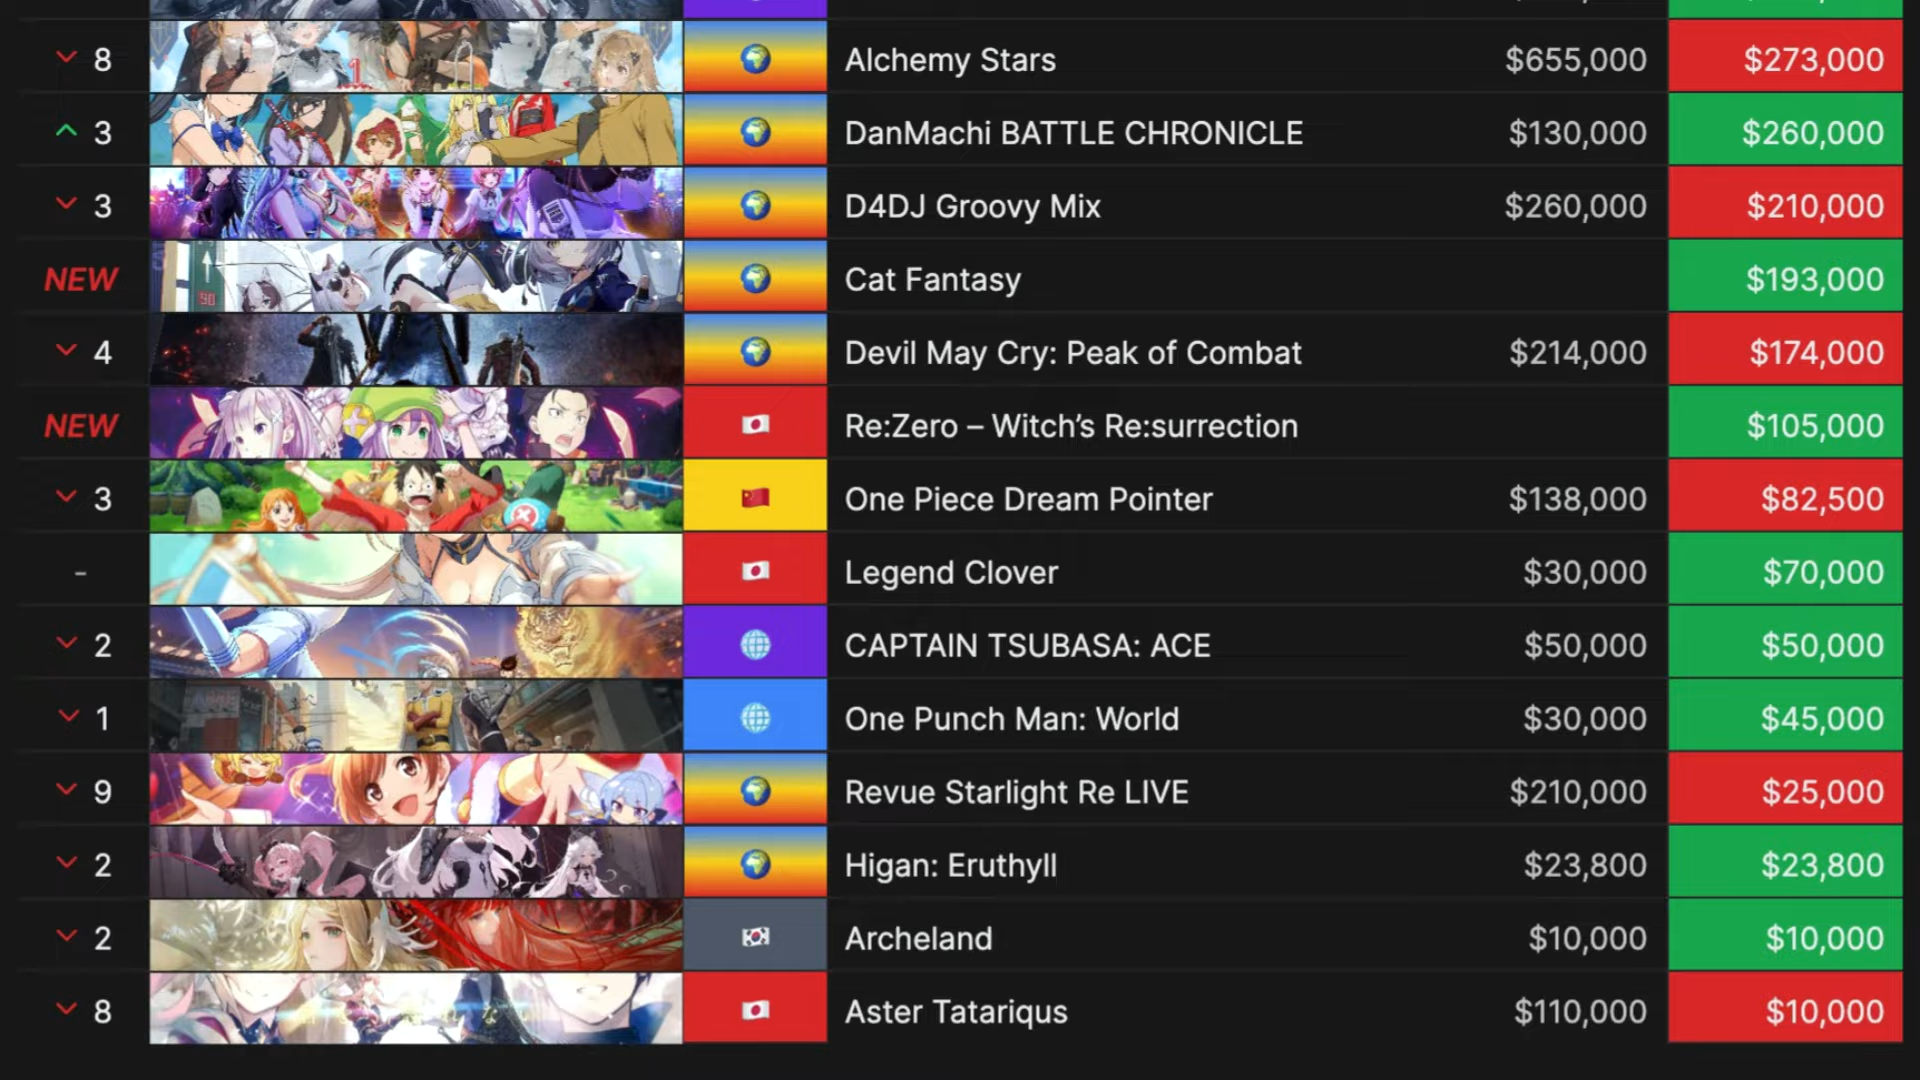 8 Alchemy Stars $655,000 $273,000
3 DanMachi BATTLE CHRONICLE $130,000 $260,000
3 D4DJ Groovy Mix $260,000 $210,000
NEW Cat Fantasy $193,000
4 Devil May Cry: Peak of Combat $214,000 $174,000
NEW Re:Zero – Witch’s Re:surrection $105,000
3 One Piece Dream Pointer $138,000 $82,500
- Legend Clover $30,000 $70,000
2 CAPTAIN TSUBASA: ACE $50,000 $50,000
1 One Punch Man: World $30,000 $45,000
9 Revue Starlight Re LIVE $210,000 $25,000
2 Higan: Eruthyll $23,800 $23,800
2 Archeland $10,000 $10,000
8 Aster Tatariqus $110,000 $10,000